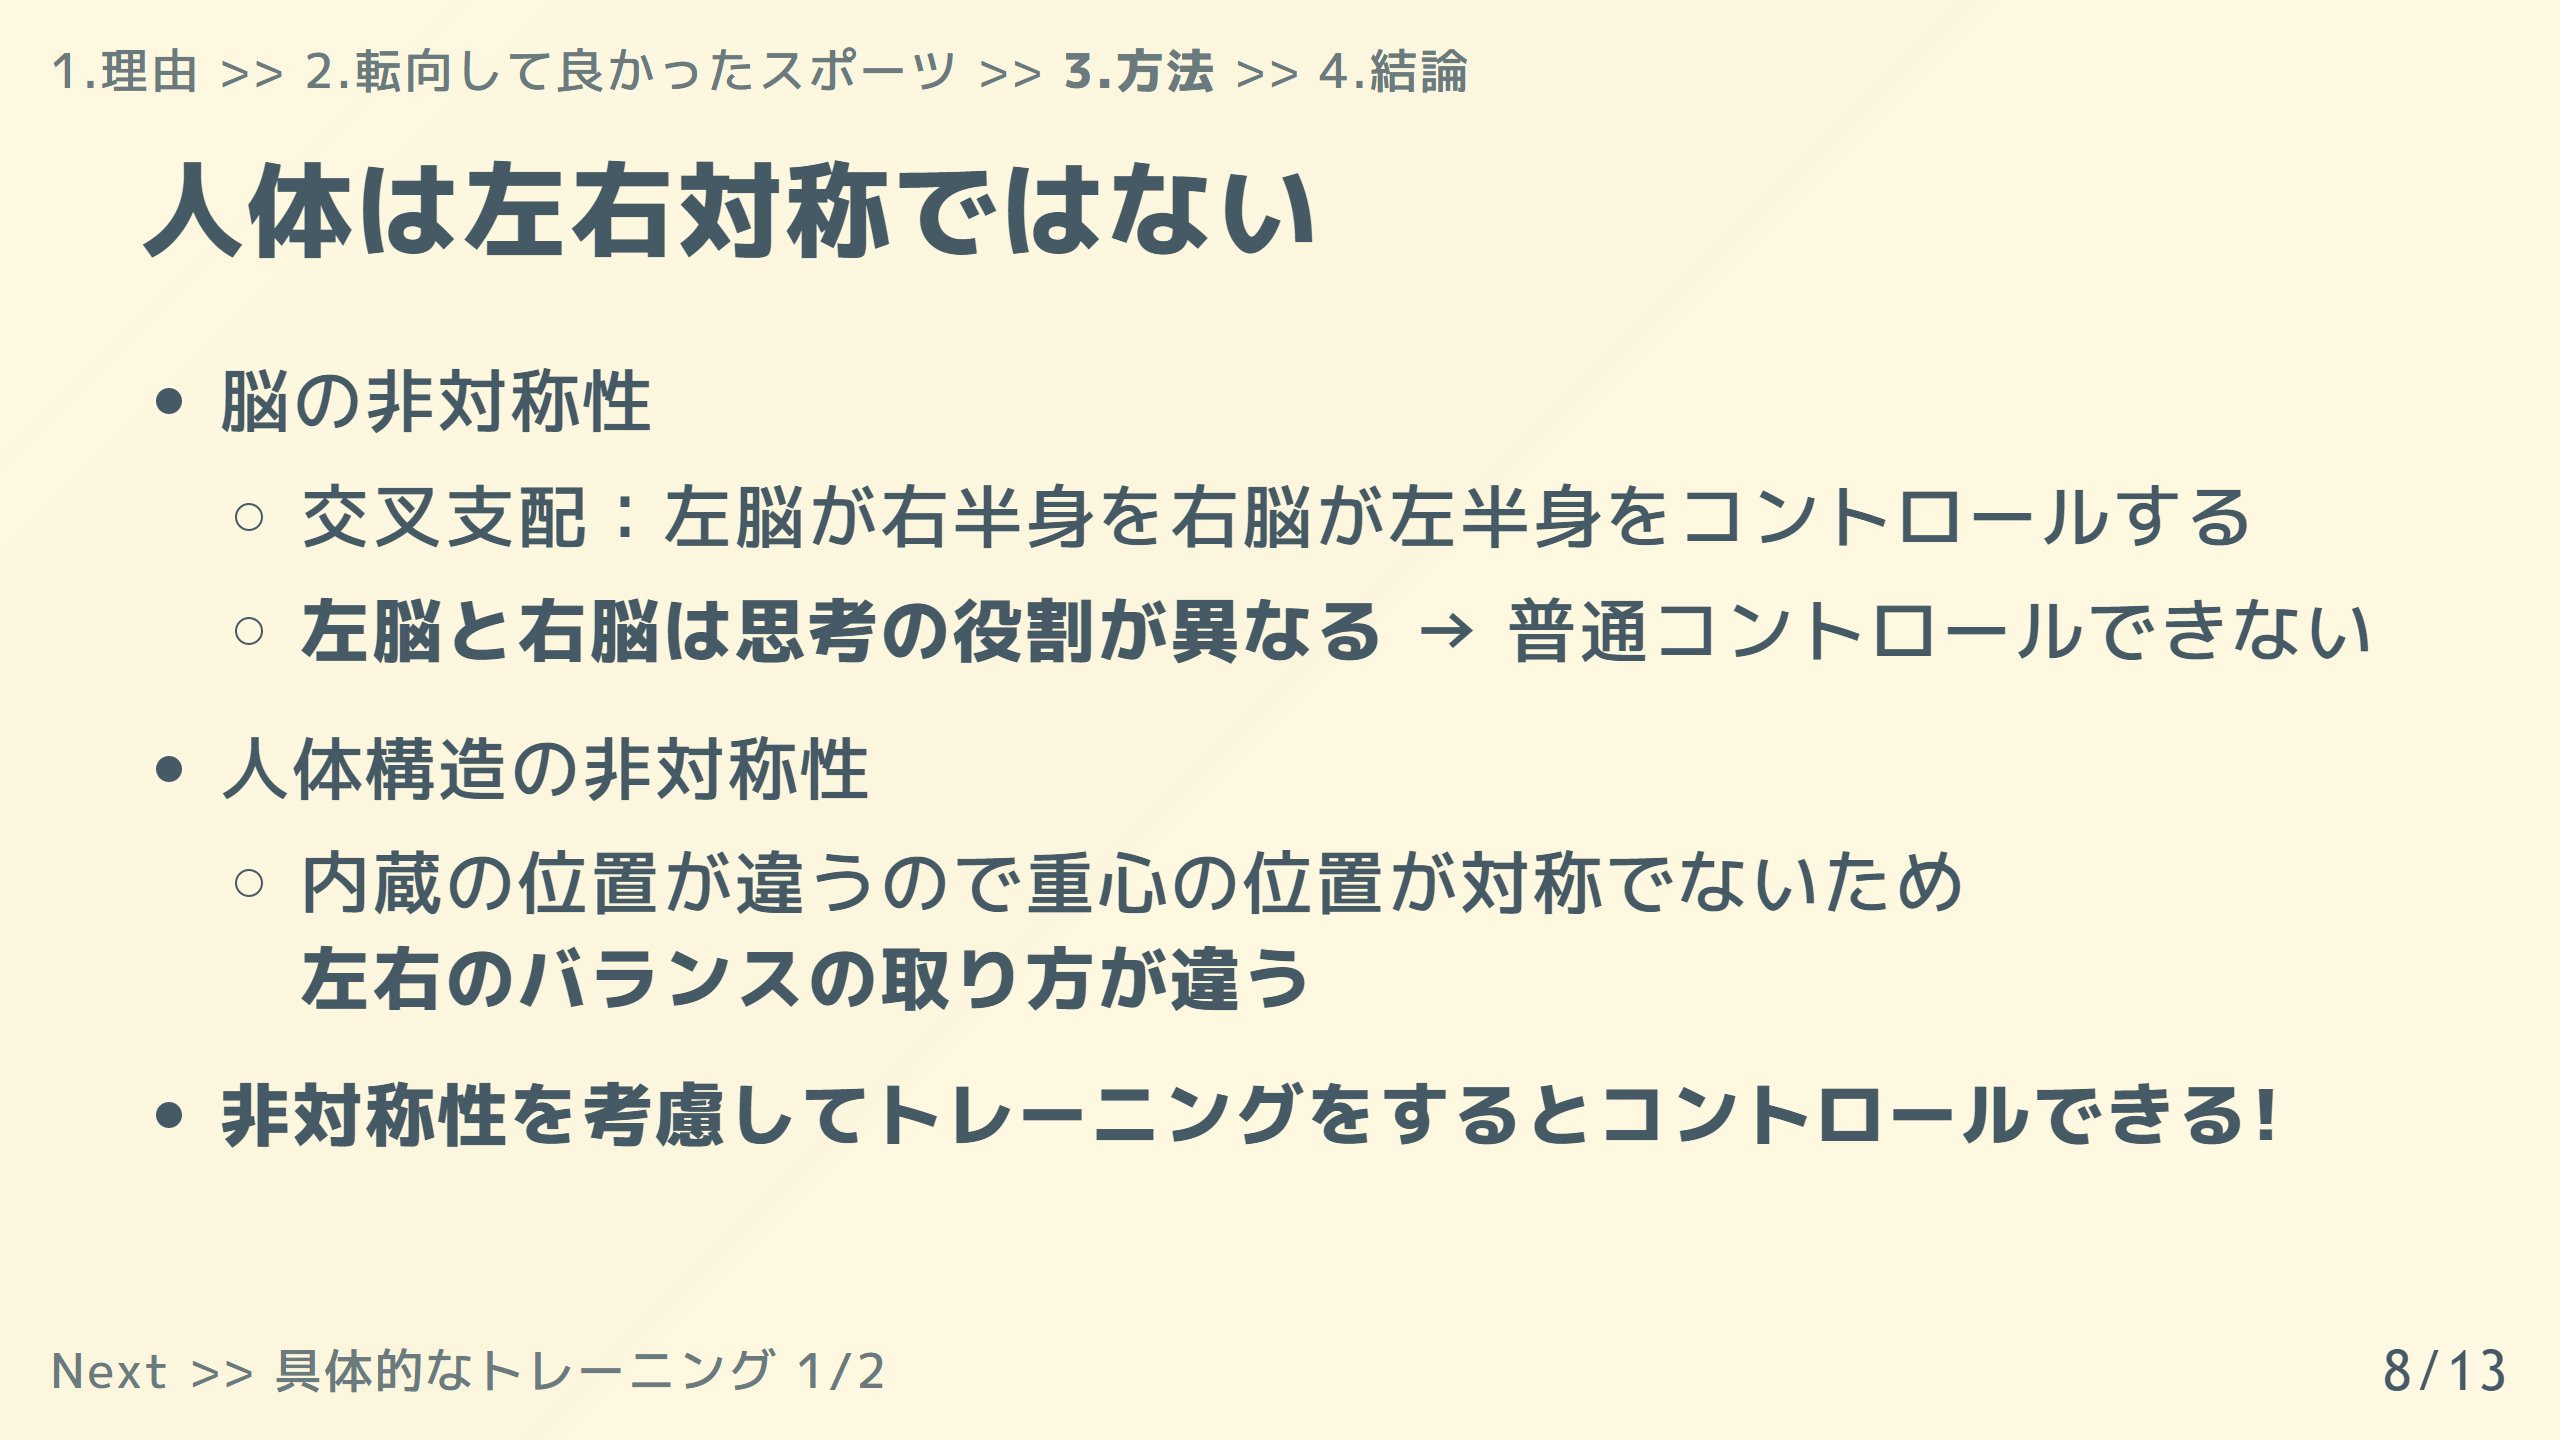 1.理由 >> 2.転向して良かったスポーツ >> 3.方法 >> 4.結論
人体は左右対称ではない
• 脳の非対称性
○ 交叉支配：左脳が右半身を右脳が左半身をコントロールする
○ 左脳と右脳は思考の役割が異なる → 普通コントロールできない
• 人体構造の非対称性
○ 内蔵の位置が違うので重心の位置が対称でないため
左右のバランスの取り方が違う
• 非対称性を考慮してトレーニングをするとコントロールできる!
Next >> 具体的なトレーニング 1/2
8/13